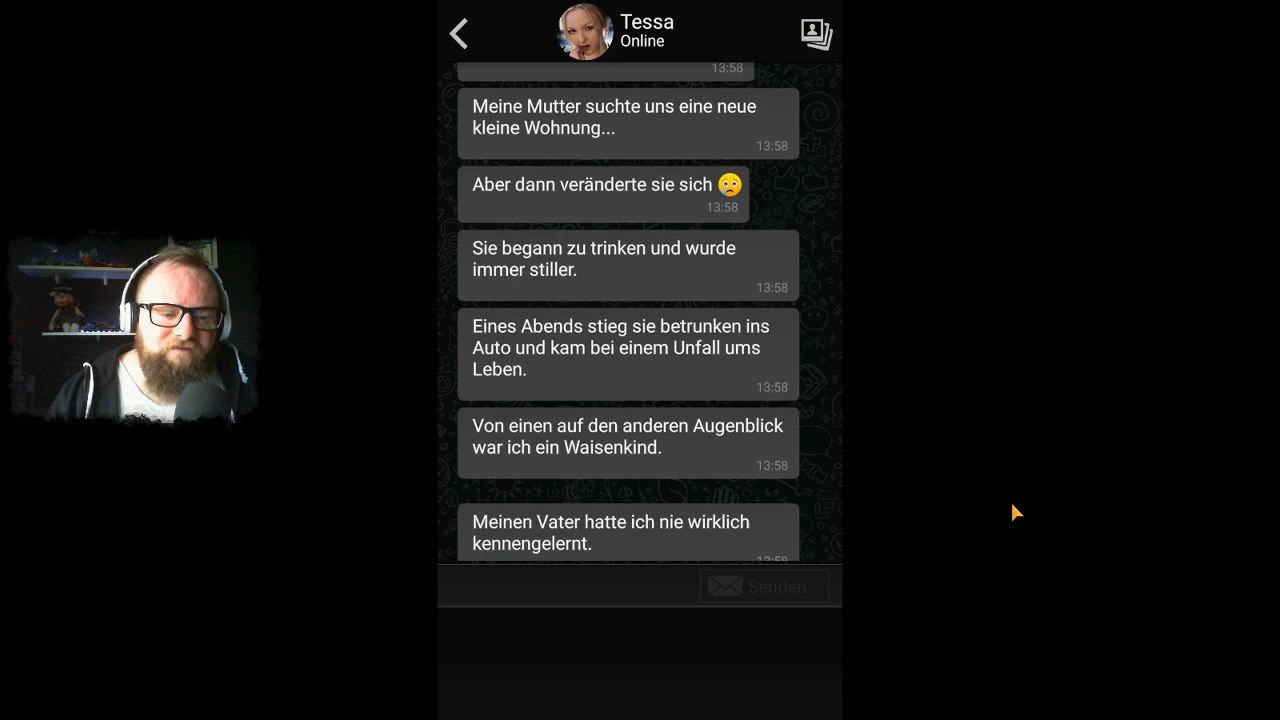 Tessa
Online
13:58
Meine Mutter suchte uns eine neue
kleine Wohnung...
13:58
Aber dann veränderte sie sich 😢
13:58
Sie begann zu trinken und wurde
immer stiller.
13:58
Eines Abends stieg sie betrunken ins
Auto und kam bei einem Unfall ums
Leben.
13:58
Von einen auf den anderen Augenblick
war ich ein Waisenkind.
13:58
Meinen Vater hatte ich nie wirklich
kennengelernt.
13:58
Senden